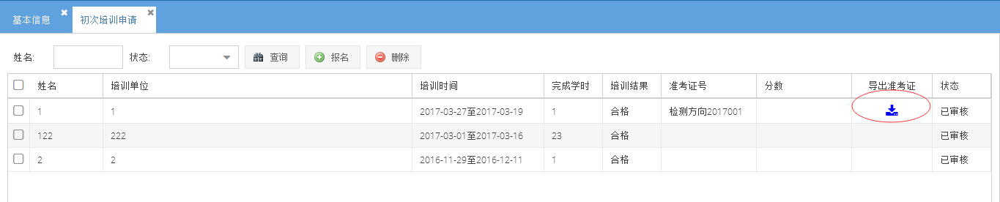 基本信息 初次培训申请
姓名: 状态: 查询 报名 删除
姓名 培训单位 培训时间 完成学时 培训结果 准考证号 分数 导出准考证 状态
1 1 2017-03-27至2017-03-19 1 合格 检测方向2017001 已审核
122 222 2017-03-01至2017-03-16 23 合格 已审核
2 2 2016-11-29至2016-12-11 1 合格 已审核